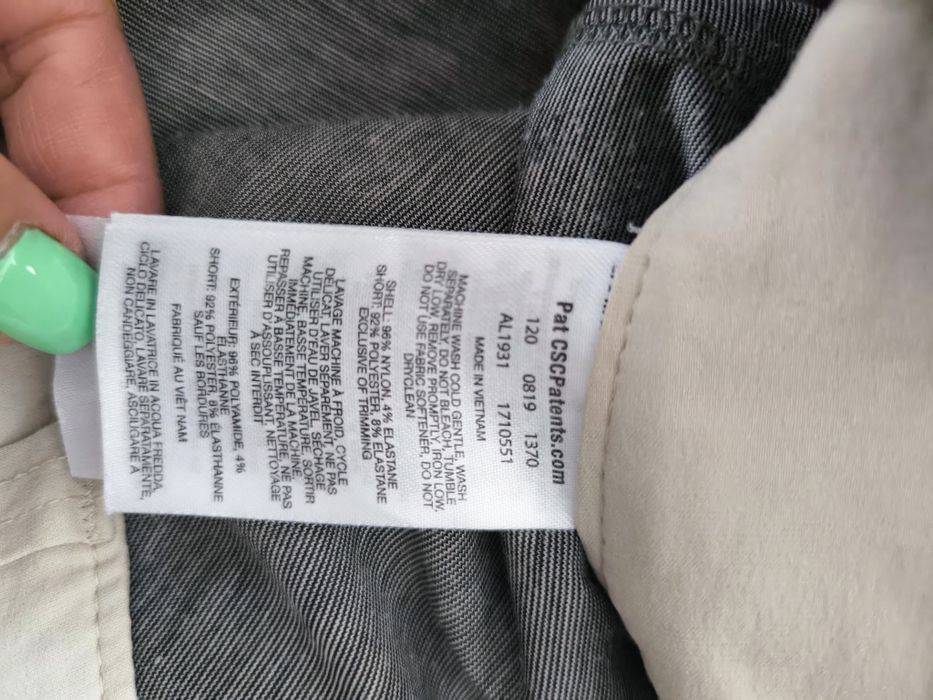 Pat CSCPatents.com
120 0819 1370
AL1931 1710551
MADE IN VIETNAM
MACHINE WASH COLD GENTLE, WASH
SEPARATELY, DO NOT BLEACH, TUMBLE
DRY LOW, REMOVE PROMPTLY, IRON LOW,
DO NOT USE FABRIC SOFTENER, DO NOT
DRYCLEAN
SHELL: 96% NYLON, 4% ELASTANE
SHORT: 92% POLYESTER, 8% ELASTANE
EXCLUSIVE OF TRIMMING
LAVAGE MACHINE À FROID, CYCLE
DÉLICAT, LAVER SÉPARÉMENT, NE PAS
UTILISER D'EAU DE JAVEL, SÉCHAGE
MACHINE, BASSE TEMPÉRATURE, SORTIR
IMMÉDIATEMENT DE LA MACHINE,
REPASSER À BASSE TEMPÉRATURE, NE PAS
UTILISER D'ASSOUPLISSANT, NETTOYAGE
À SEC INTERDIT
EXTÉRIEUR: 96% POLYAMIDE, 4%
ÉLASTHANNE
SHORT: 92% POLYESTER, 8% ÉLASTHANNE
SAUF LES BORDURES
FABRIQUÉ AU VIÊT NAM
LAVARE IN LAVATRICE IN ACQUA FREDDA,
CICLO DELICATO, LAVARE SEPARATAMENTE,
NON CANDEGGIARE, ASCIUGARE A